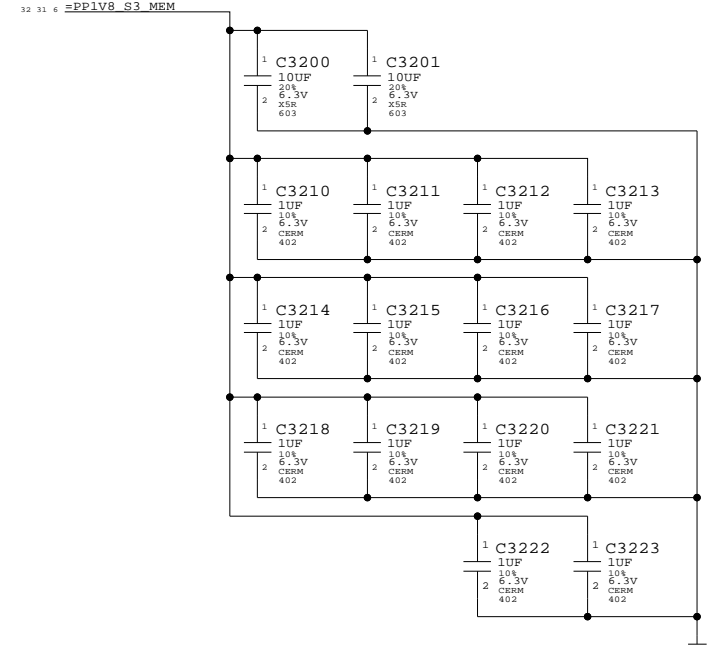 32 31 6 =PP1V8_S3_MEM
1 C3200 1 C3201
10UF 10UF
20% 20%
6.3V 6.3V
2 X5R 2 X5R
603 603
1 C3210 1 C3211 1 C3212 1 C3213
1UF 1UF 1UF 1UF
10% 10% 10% 10%
2 6.3V 2 6.3V 2 6.3V 2 6.3V
CERM CERM CERM CERM
402 402 402 402
1 C3214 1 C3215 1 C3216 1 C3217
1UF 1UF 1UF 1UF
10% 10% 10% 10%
2 6.3V 2 6.3V 2 6.3V 2 6.3V
CERM CERM CERM CERM
402 402 402 402
1 C3218 1 C3219 1 C3220 1 C3221
1UF 1UF 1UF 1UF
10% 10% 10% 10%
2 6.3V 2 6.3V 2 6.3V 2 6.3V
CERM CERM CERM CERM
402 402 402 402
1 C3222 1 C3223
1UF 1UF
10% 10%
2 6.3V 2 6.3V
CERM CERM
402 402